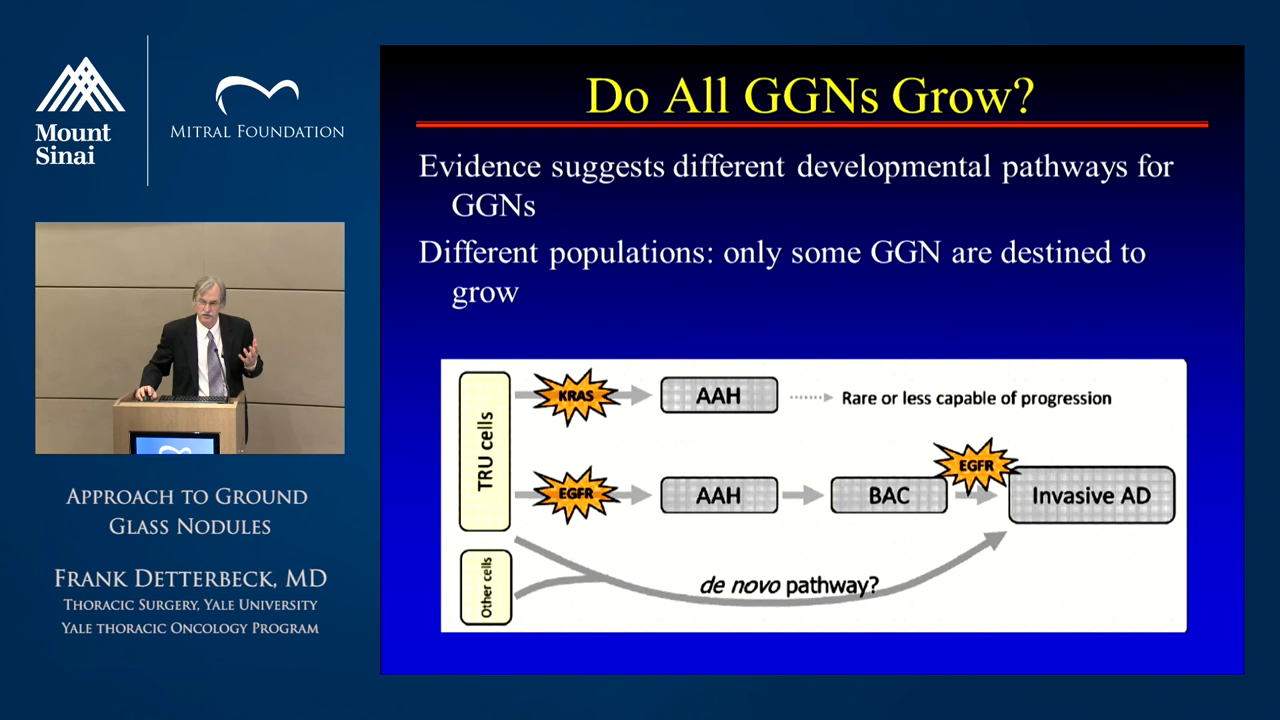 Mount
Sinai
Mitral Foundation
Approach to Ground
Glass Nodules
Frank Detterbeck, MD
Thoracic Surgery, Yale University
Yale Thoracic Oncology Program
Do All GGNs Grow?
Evidence suggests different developmental pathways for
GGNs
Different populations: only some GGN are destined to
grow
TRU cells
KRAS
AAH
Rare or less capable of progression
EGFR
AAH
BAC
EGFR
Invasive AD
Other cells
de novo pathway?